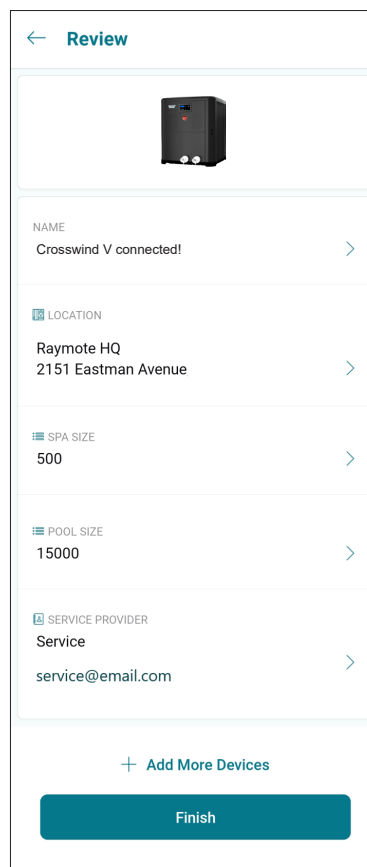 Review
NAME
Crosswind V connected!
LOCATION
Raymote HQ
2151 Eastman Avenue
SPA SIZE
500
POOL SIZE
15000
SERVICE PROVIDER
Service
service@email.com
Add More Devices
Finish